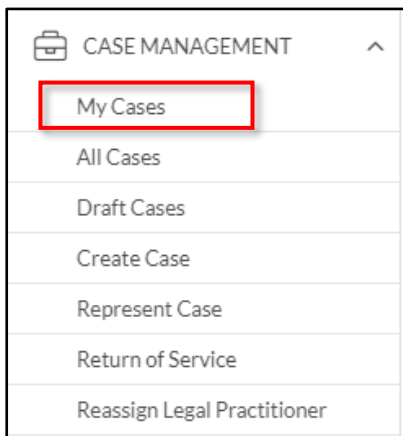 CASE MANAGEMENT
My Cases
All Cases
Draft Cases
Create Case
Represent Case
Return of Service
Reassign Legal Practitioner